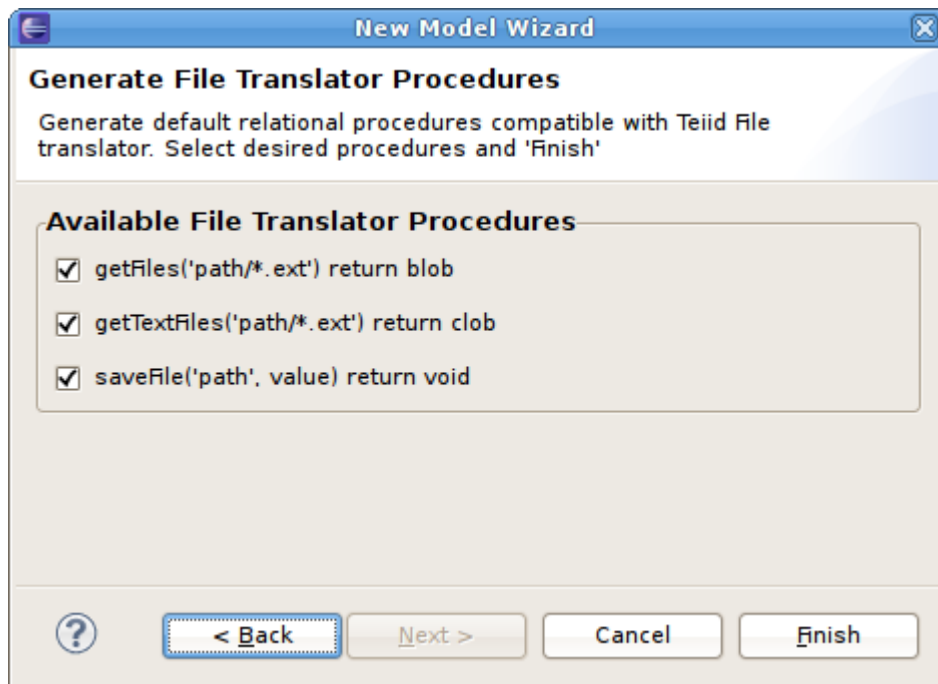 New Model Wizard
Generate File Translator Procedures
Generate default relational procedures compatible with Teiid File
translator. Select desired procedures and 'Finish'
Available File Translator Procedures
getFiles('path/*.ext') return blob
getTextFiles('path/*.ext') return clob
saveFile('path', value) return void
< Back
Next >
Cancel
Finish